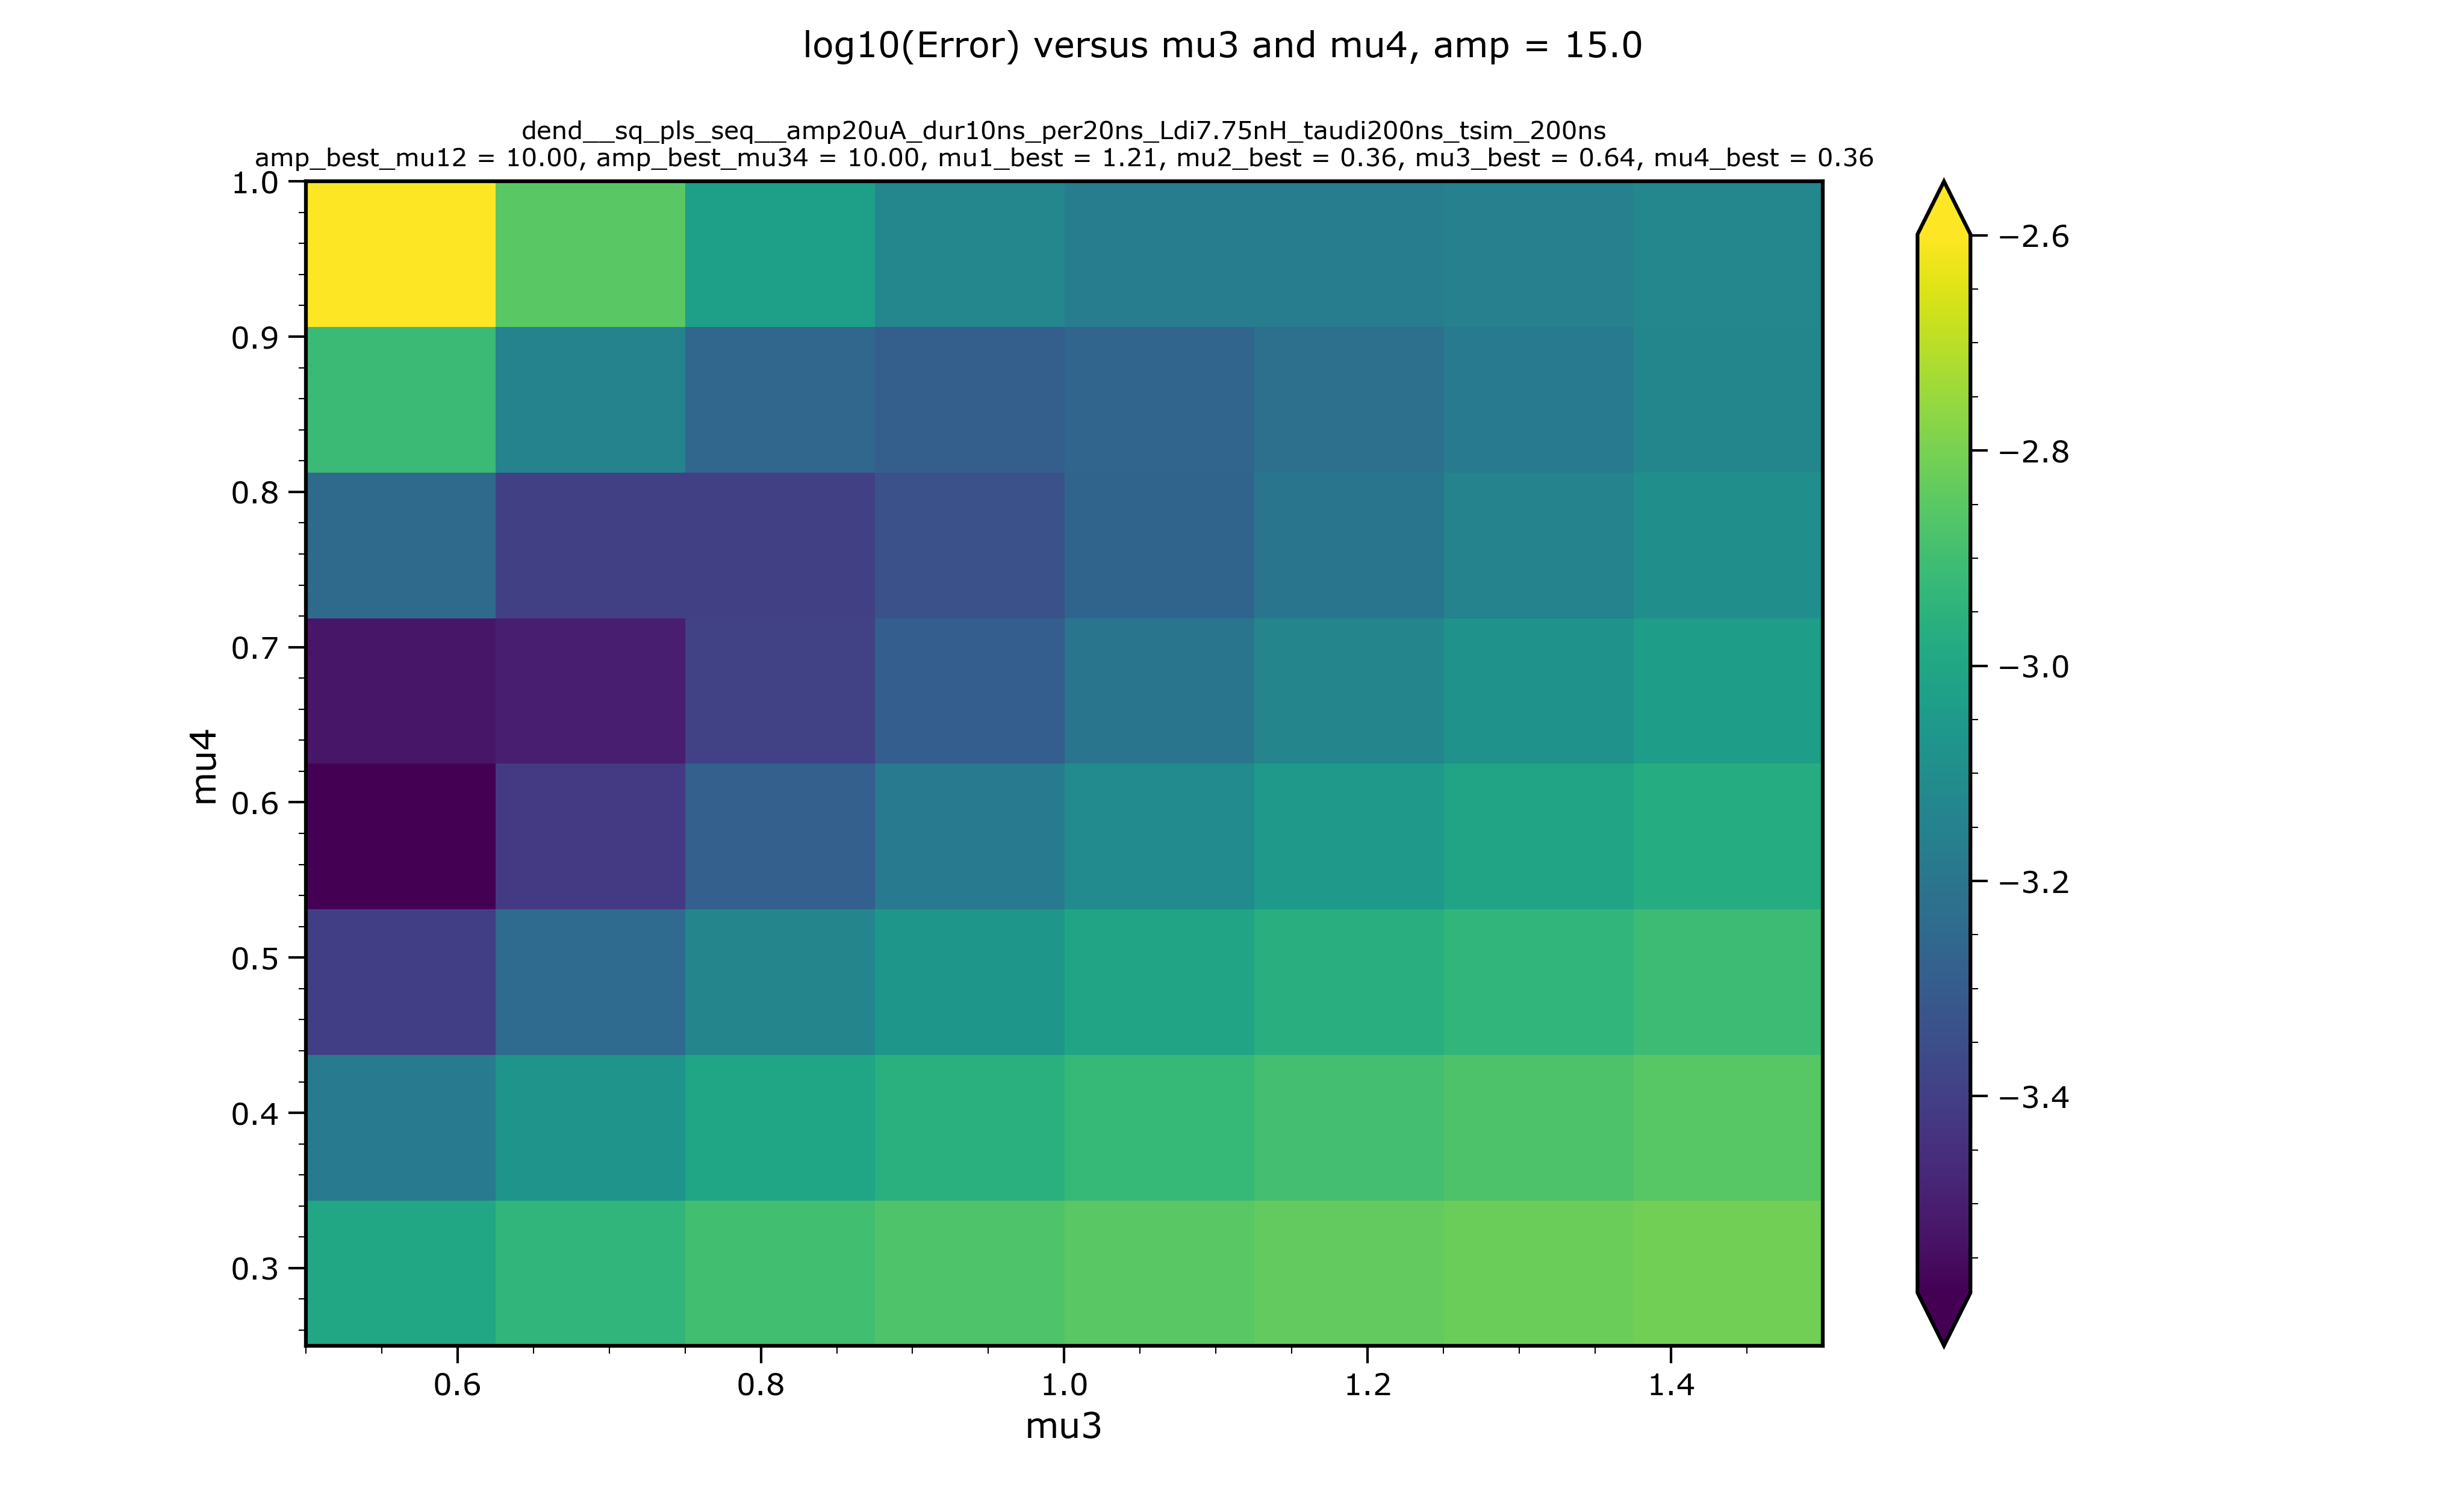 log10(Error) versus mu3 and mu4, amp = 15.0
dend__sq_pls_seq__amp20uA_dur10ns_per20ns_Ldi7.75nH_taudi200ns_tsim_200ns
amp_best_mu12 = 10.00, amp_best_mu34 = 10.00, mu1_best = 1.21, mu2_best = 0.36, mu3_best = 0.64, mu4_best = 0.36
1.0
0.9
0.8
0.7
0.6
0.5
0.4
0.3
mu4
0.6 0.8 1.0 1.2 1.4
mu3
−2.6
−2.8
−3.0
−3.2
−3.4